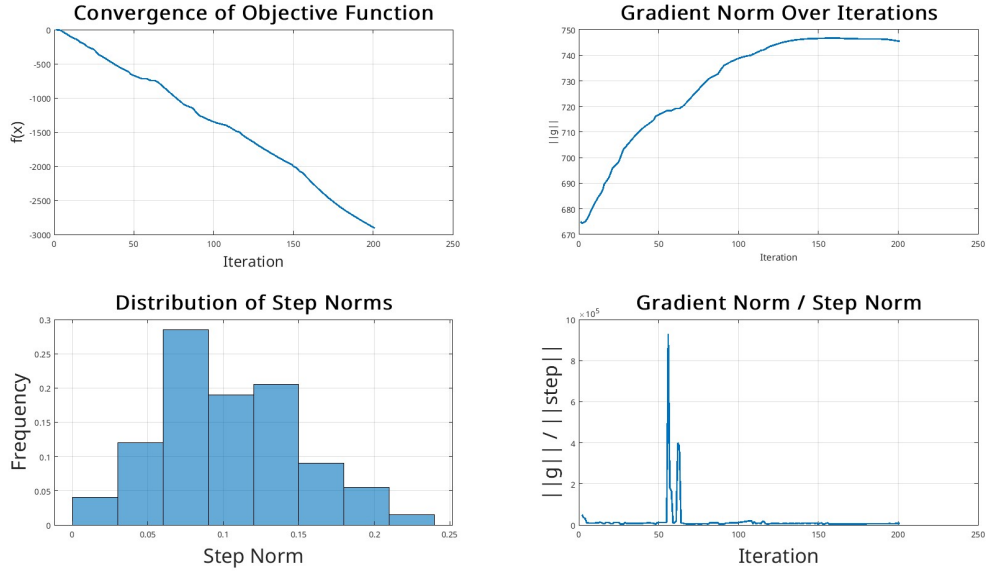 Convergence of Objective Function
0
-500
-1000
-1500
-2000
-2500
-3000
f(x)
0 50 100 150 200 250
Iteration
Gradient Norm Over Iterations
750
740
730
720
710
700
690
680
670
||g||
0 50 100 150 200 250
Iteration
Distribution of Step Norms
0.3
0.25
0.2
0.15
0.1
0.05
0
Frequency
0 0.05 0.1 0.15 0.2 0.25
Step Norm
Gradient Norm / Step Norm
×10⁵
10
8
6
4
2
0
||g|| / ||step||
0 50 100 150 200 250
Iteration